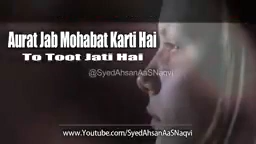 Aurat Jab Mohabat Karti Hai
To Toot Jati Hai
@SyedAhsanAaSNaqvi
www.Youtube.com/SyedAhsanAaSNaqvi